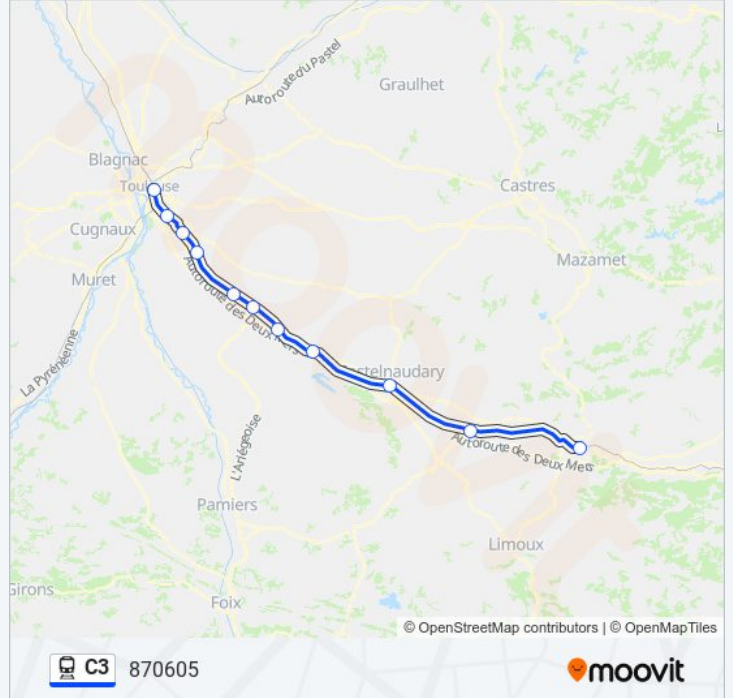 Graulhet
Autoroute du Pastel
Blagnac
Toulouse
Castres
Cugnaux
Mazamet
Muret
Autoroute des Deux Mers
La Pyrénéenne
stelnaudary
Autoroute des Deux Mers
L'Ariégeoise
Pamiers
Limoux
Girons
Foix
© OpenStreetMap contributors | © OpenMapTiles
C3 870605
moovit